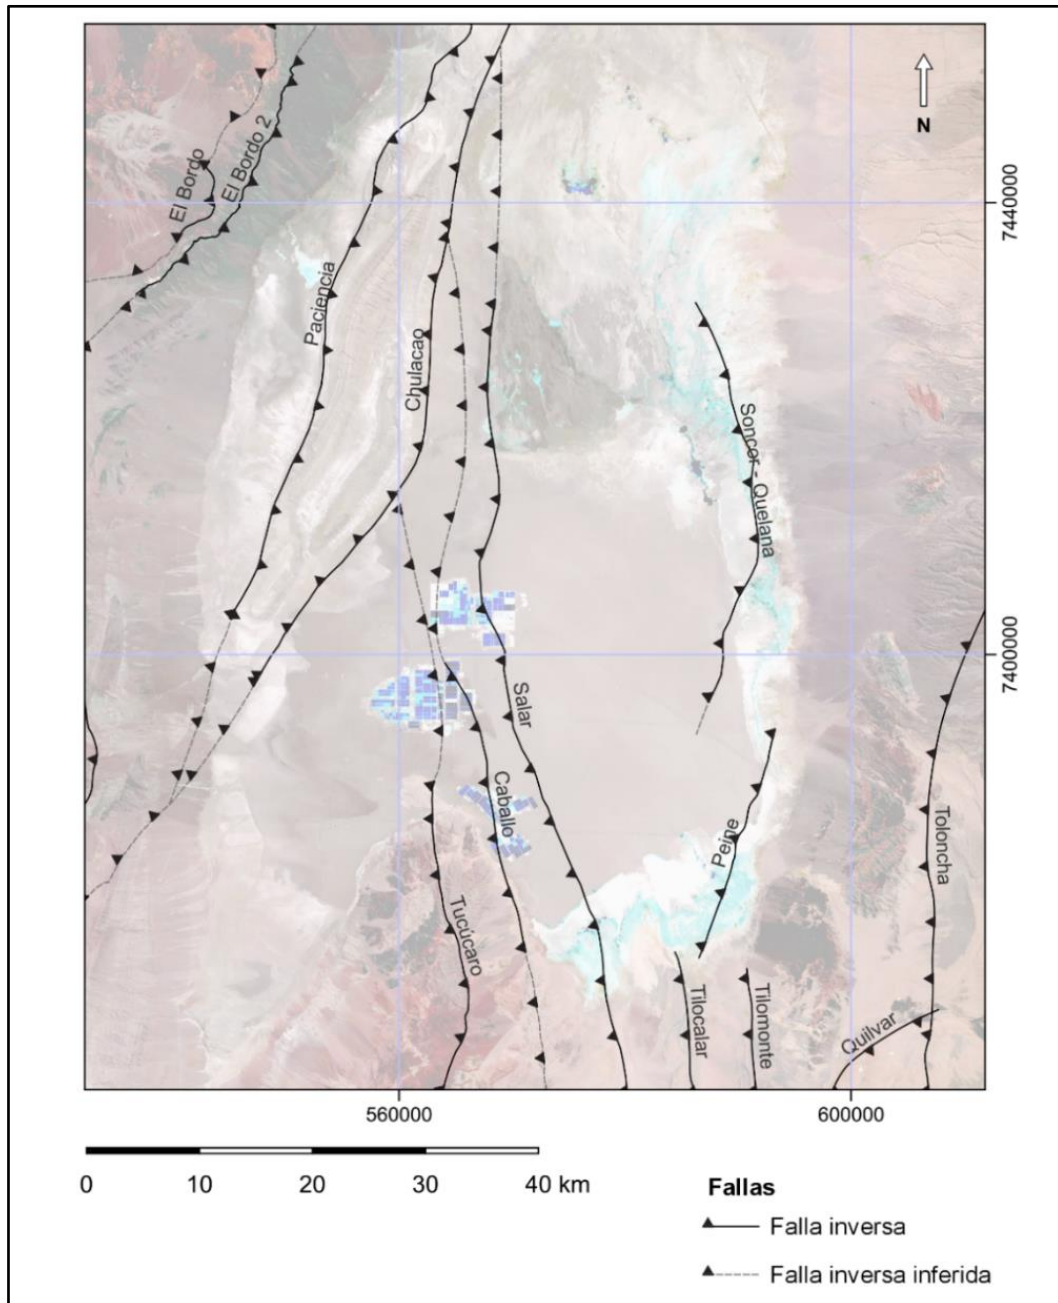 N
El Bordo
El Bordo 2
7440000
Paciencia
Chulacao
Soncor - Quelana
7400000
Salar
Caballo
Peine
Toloncha
Tucúcaro
Tilocalar
Tilomonte
Quilvar
560000
600000
0 10 20 30 40 km
Fallas
Falla inversa
Falla inversa inferida